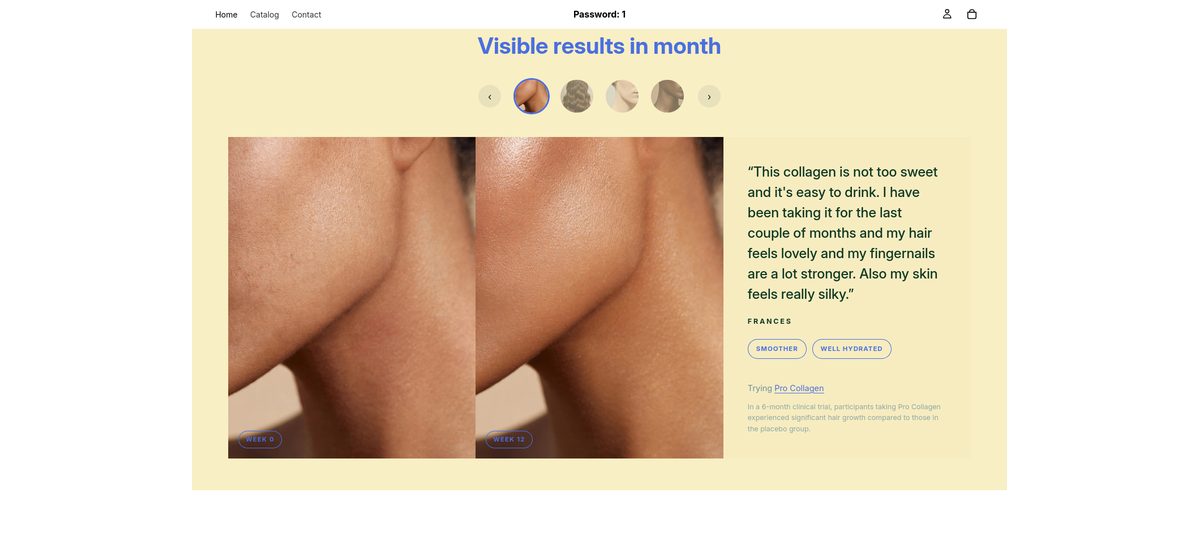 Home Catalog Contact
Password: 1
Visible results in month
“This collagen is not too sweet
and it's easy to drink. I have
been taking it for the last
couple of months and my hair
feels lovely and my fingernails
are a lot stronger. Also my skin
feels really silky.”
FRANCES
SMOOTHER
WELL HYDRATED
Trying Pro Collagen
In a 6-month clinical trial, participants taking Pro Collagen
experienced significant hair growth compared to those in
the placebo group.
WEEK 0
WEEK 12